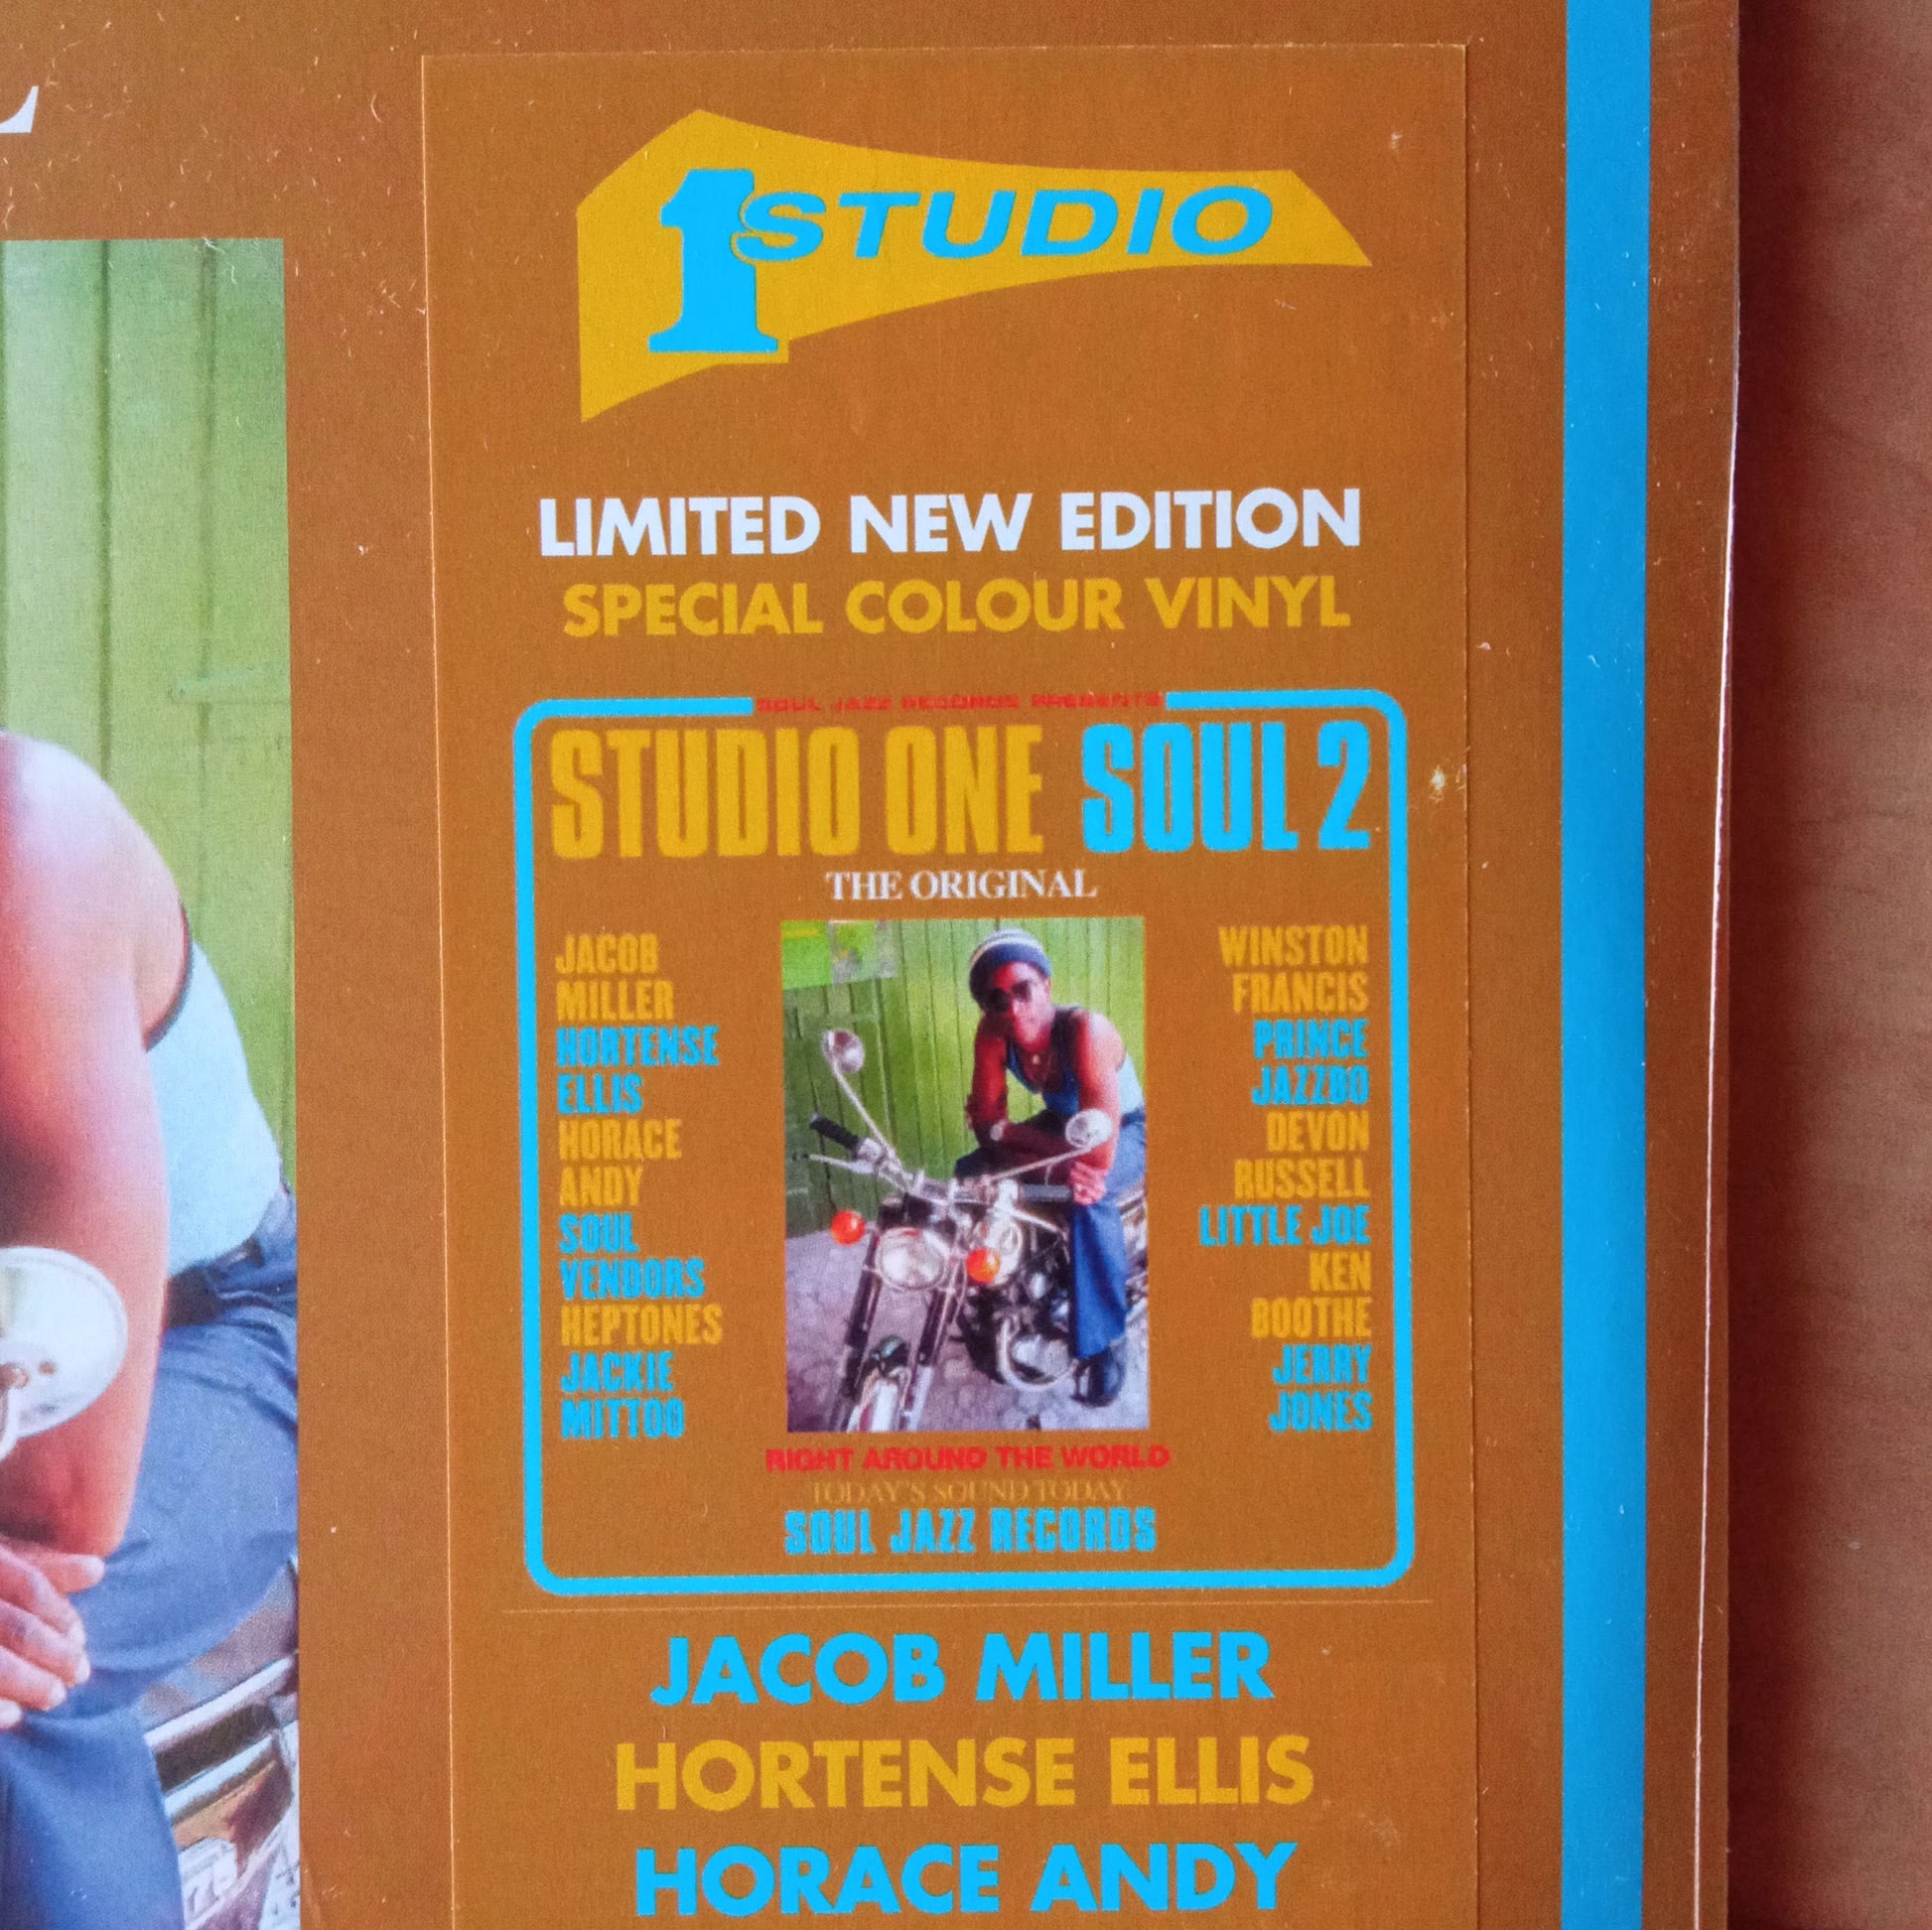 1 STUDIO
LIMITED NEW EDITION
SPECIAL COLOUR VINYL
SOUL JAZZ RECORDS PRESENTS
STUDIO ONE SOUL 2
THE ORIGINAL
JACOB
MILLER
HORTENSE
ELLIS
HORACE
ANDY
SOUL
VENDORS
HEPTONES
JACKIE
MITTOO
WINSTON
FRANCIS
PRINCE
JAZZBO
DEVON
RUSSELL
LITTLE JOE
KEN
BOOTHE
JERRY
JONES
RIGHT AROUND THE WORLD
TODAY'S SOUND TODAY
SOUL JAZZ RECORDS
JACOB MILLER
HORTENSE ELLIS
HORACE ANDY